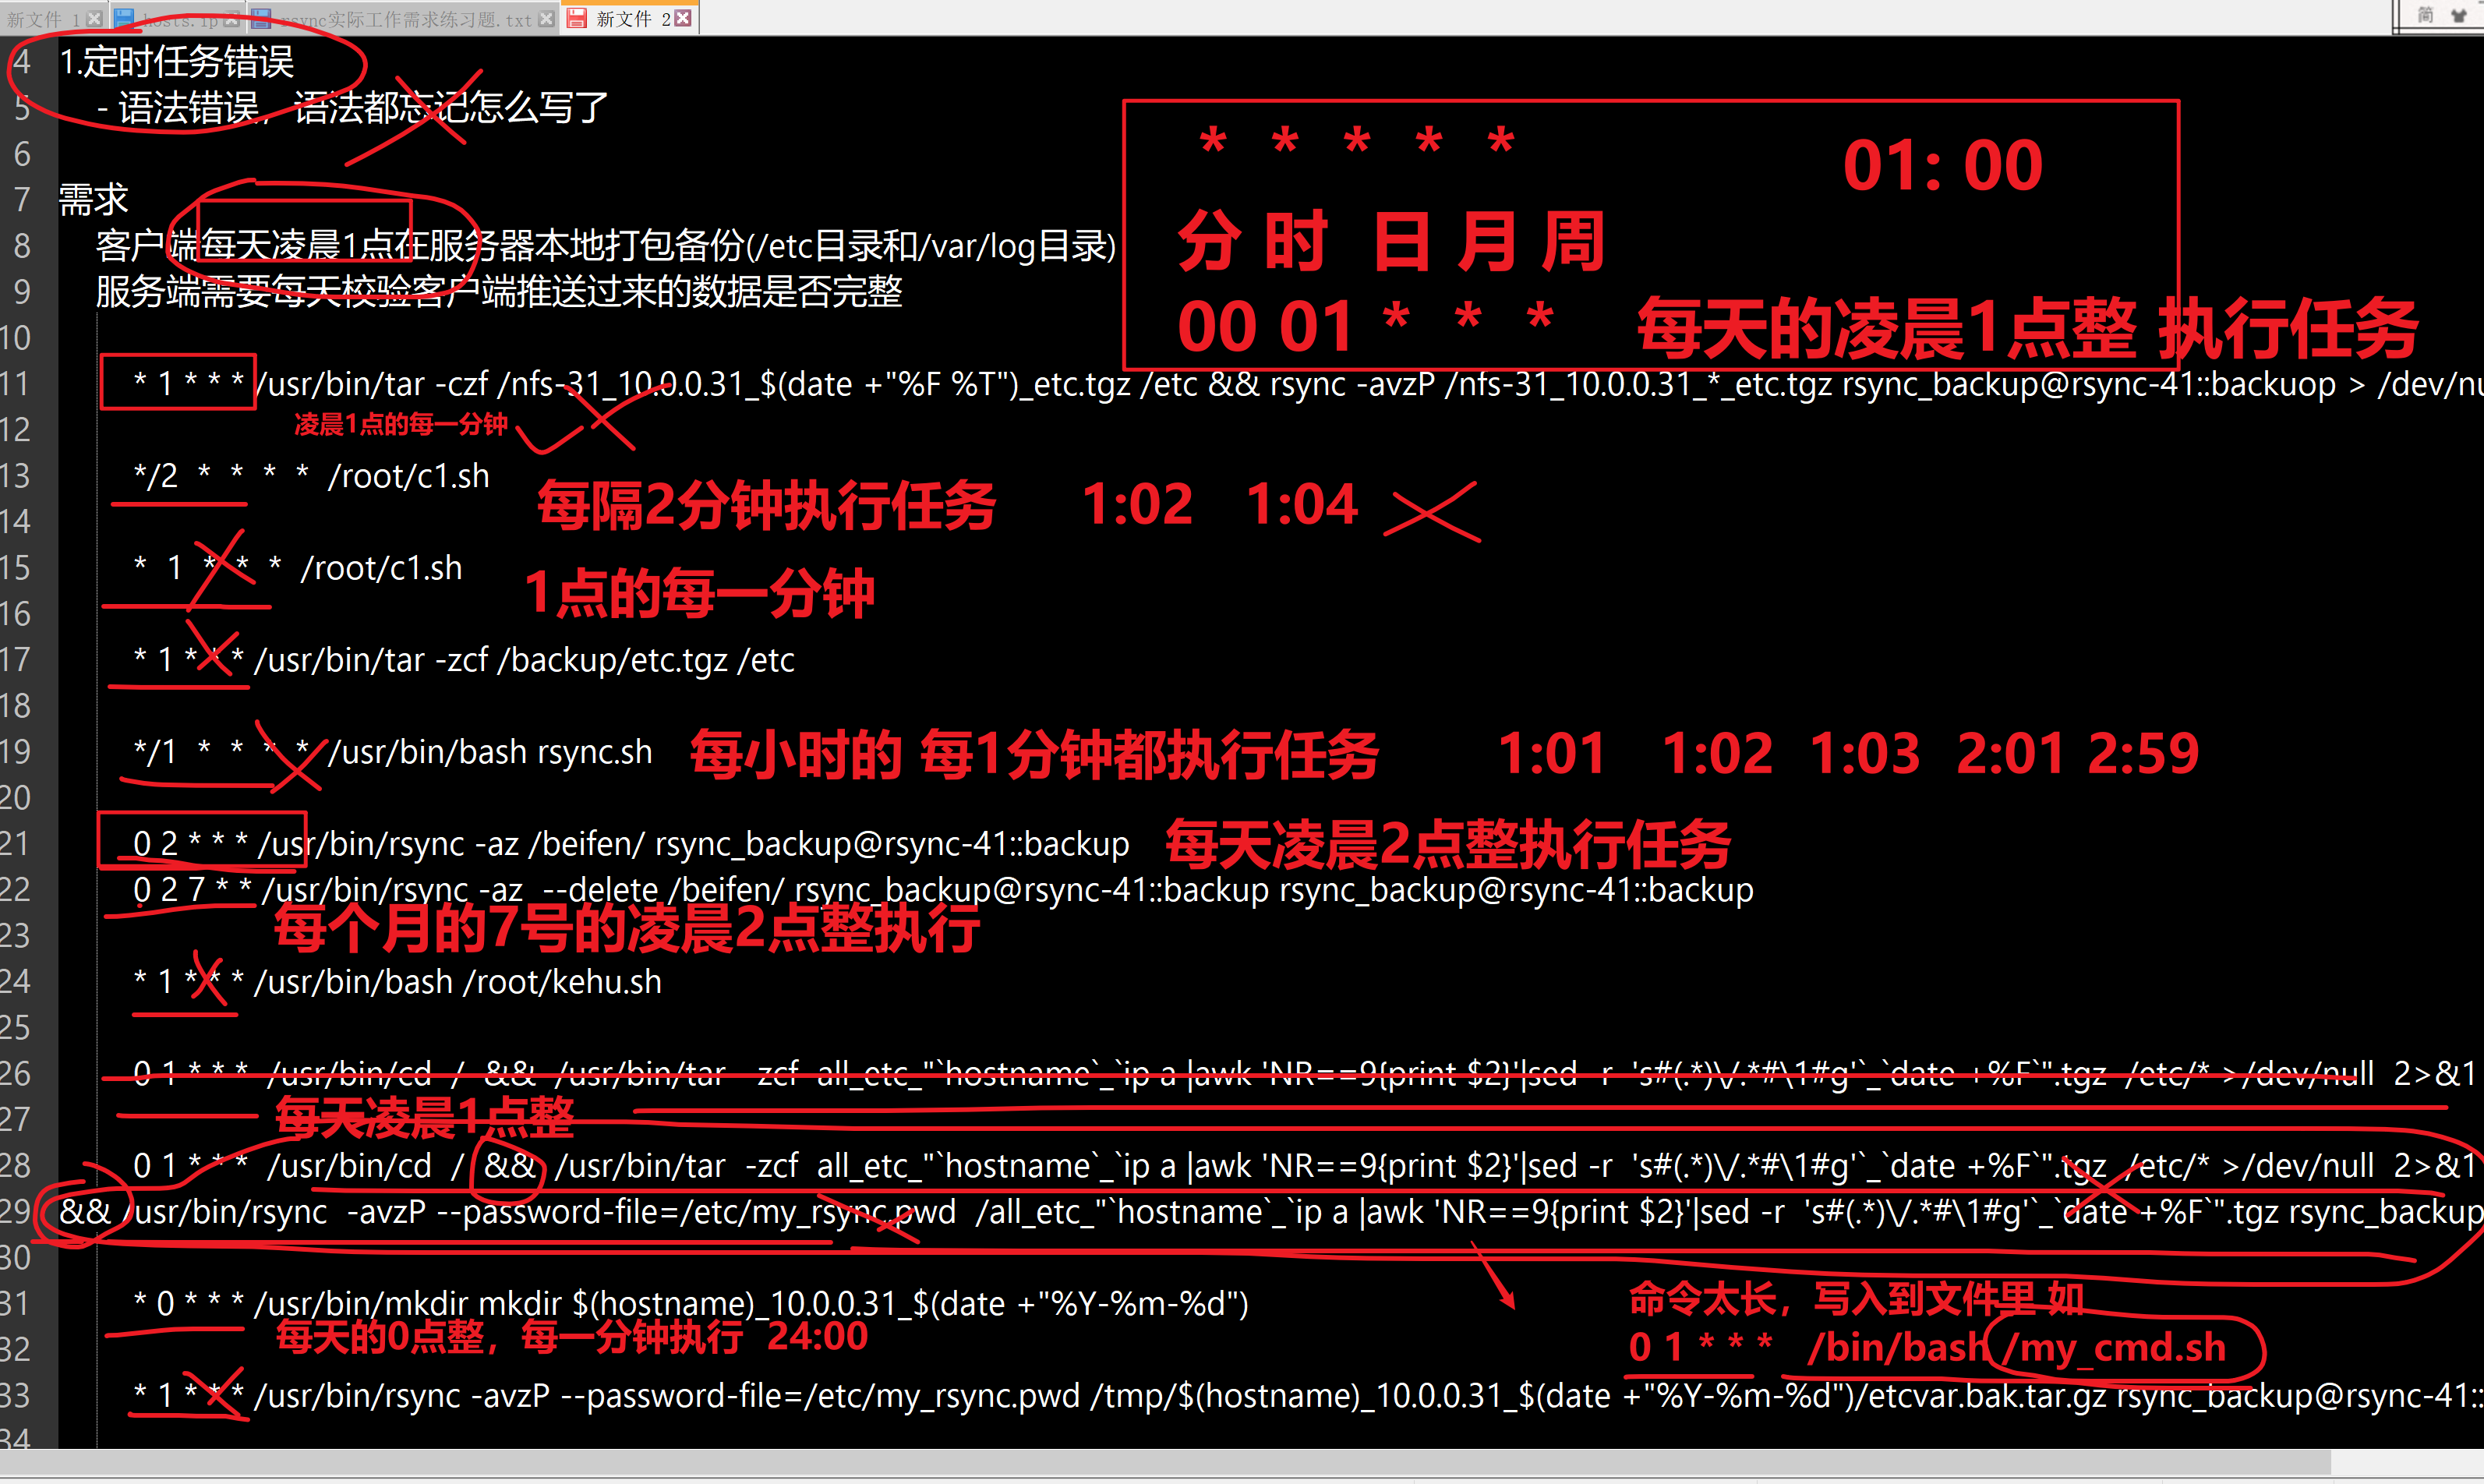 新文件 1 hosts.ip rsync实际工作需求练习题.txt 新文件 2 简
4 1.定时任务错误
5 - 语法错误，语法都忘记怎么写了
* * * * * 01: 00
6
7 需求
分 时 日 月 周
8 客户端每天凌晨1点在服务器本地打包备份(/etc目录和/var/log目录)
9 服务端需要每天校验客户端推送过来的数据是否完整
00 01 * * * 每天的凌晨1点整 执行任务
10
11 * 1 * * * /usr/bin/tar -czf /nfs-31_10.0.0.31_$(date +"%F %T")_etc.tgz /etc && rsync -avzP /nfs-31_10.0.0.31_*_etc.tgz rsync_backup@rsync-41::backuop > /dev/nu
12 凌晨1点的每一分钟
13 */2 * * * * /root/c1.sh
每隔2分钟执行任务 1:02 1:04
14
15 * 1 * * * /root/c1.sh
1点的每一分钟
16
17 * 1 * * * /usr/bin/tar -zcf /backup/etc.tgz /etc
18
19 */1 * * * * /usr/bin/bash rsync.sh 每小时的 每1分钟都执行任务 1:01 1:02 1:03 2:01 2:59
20
21 0 2 * * * /usr/bin/rsync -az /beifen/ rsync_backup@rsync-41::backup 每天凌晨2点整执行任务
22 0 2 7 * * /usr/bin/rsync -az --delete /beifen/ rsync_backup@rsync-41::backup rsync_backup@rsync-41::backup
23 每个月的7号的凌晨2点整执行
24 * 1 * * * /usr/bin/bash /root/kehu.sh
25
26 0 1 * * * /usr/bin/cd / && /usr/bin/tar -zcf all_etc_"`hostname`_`ip a |awk 'NR==9{print $2}'|sed -r 's#(.*)\/.*#\1#g'`_`date +%F`".tgz /etc/* >/dev/null 2>&1
27 每天凌晨1点整
28 0 1 * * * /usr/bin/cd / && /usr/bin/tar -zcf all_etc_"`hostname`_`ip a |awk 'NR==9{print $2}'|sed -r 's#(.*)\/.*#\1#g'`_`date +%F`".tgz /etc/* >/dev/null 2>&1
29 && /usr/bin/rsync -avzP --password-file=/etc/my_rsync.pwd /all_etc_"`hostname`_`ip a |awk 'NR==9{print $2}'|sed -r 's#(.*)\/.*#\1#g'`_`date +%F`".tgz rsync_backup
30
命令太长，写入到文件里 如
31 * 0 * * * /usr/bin/mkdir mkdir $(hostname)_10.0.0.31_$(date +"%Y-%m-%d")
每天的0点整，每一分钟执行 24:00
32 0 1 * * * /bin/bash /my_cmd.sh
33 * 1 * * * /usr/bin/rsync -avzP --password-file=/etc/my_rsync.pwd /tmp/$(hostname)_10.0.0.31_$(date +"%Y-%m-%d")/etcvar.bak.tar.gz rsync_backup@rsync-41::
34